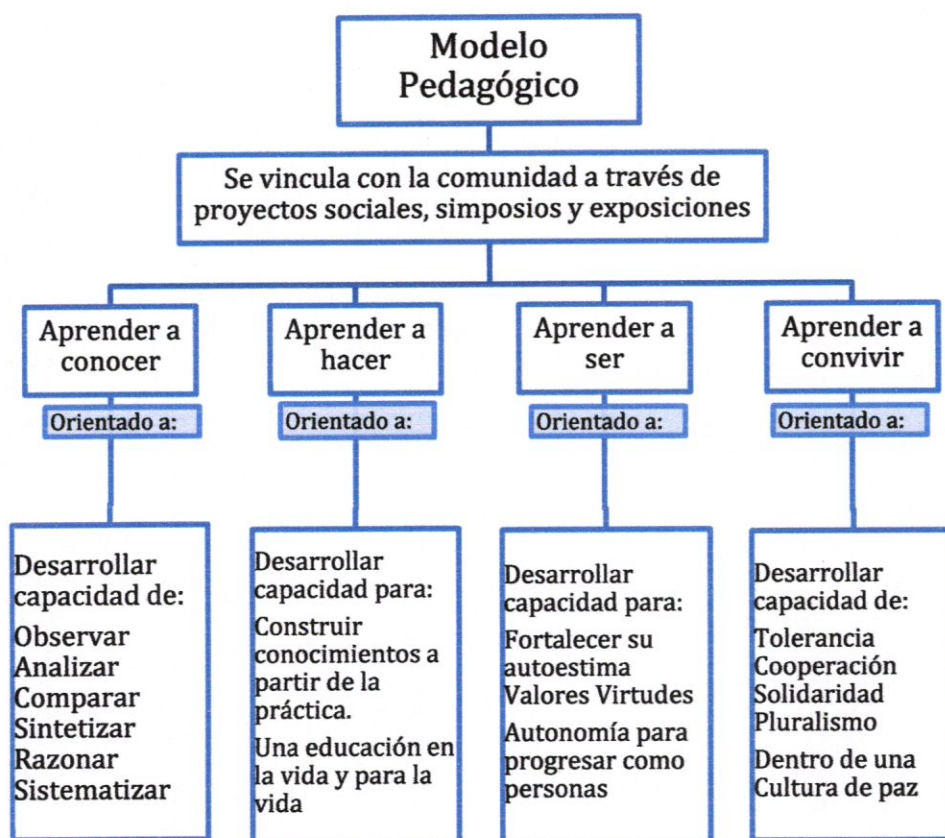 Modelo
Pedagógico
Se vincula con la comunidad a través de
proyectos sociales, simposios y exposiciones
Aprender a
conocer
Orientado a:
Desarrollar
capacidad de:
Observar
Analizar
Comparar
Sintetizar
Razonar
Sistematizar
Aprender a
hacer
Orientado a:
Desarrollar
capacidad para:
Construir
conocimientos a
partir de la
práctica.
Una educación en
la vida y para la
vida
Aprender a
ser
Orientado a:
Desarrollar
capacidad para:
Fortalecer su
autoestima
Valores Virtudes
Autonomía para
progresar como
personas
Aprender a
convivir
Orientado a:
Desarrollar
capacidad de:
Tolerancia
Cooperación
Solidaridad
Pluralismo
Dentro de una
Cultura de paz